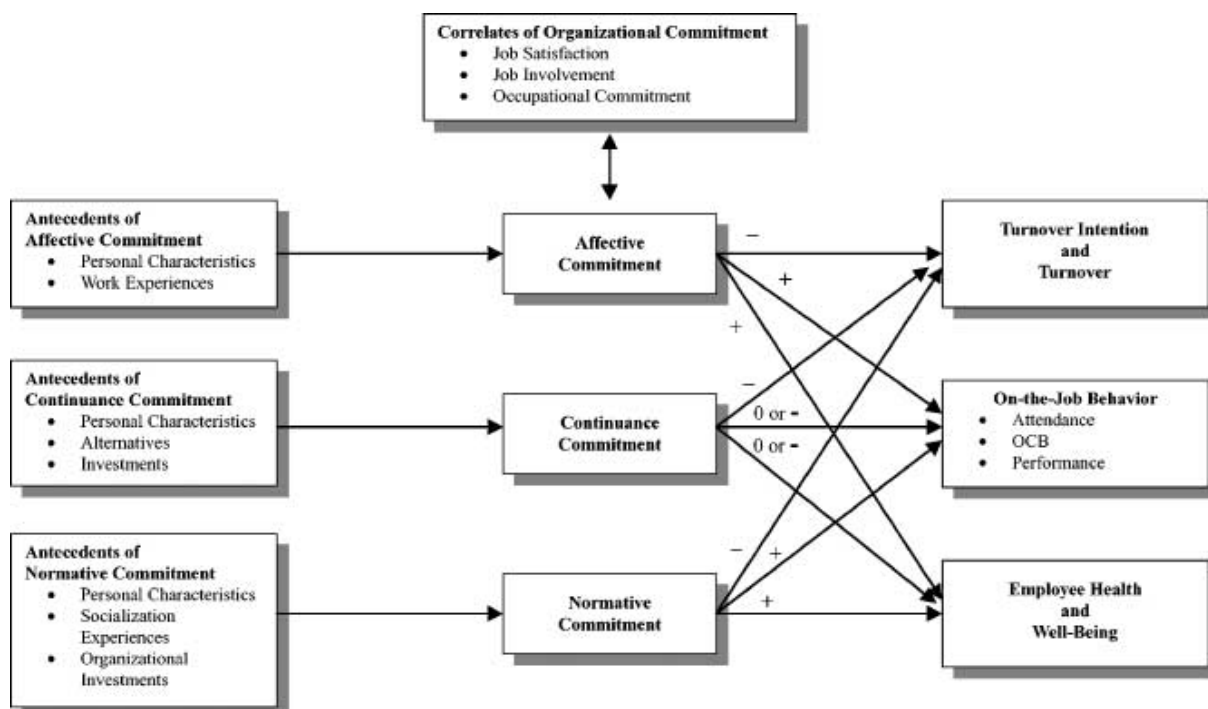 Correlates of Organizational Commitment
• Job Satisfaction
• Job Involvement
• Occupational Commitment
Antecedents of
Affective Commitment
• Personal Characteristics
• Work Experiences
Affective
Commitment
Turnover Intention
and
Turnover
−
+
+
Antecedents of
Continuance Commitment
• Personal Characteristics
• Alternatives
• Investments
Continuance
Commitment
−
0 or -
0 or -
On-the-Job Behavior
• Attendance
• OCB
• Performance
Antecedents of
Normative Commitment
• Personal Characteristics
• Socialization
Experiences
• Organizational
Investments
Normative
Commitment
−
+
+
Employee Health
and
Well-Being